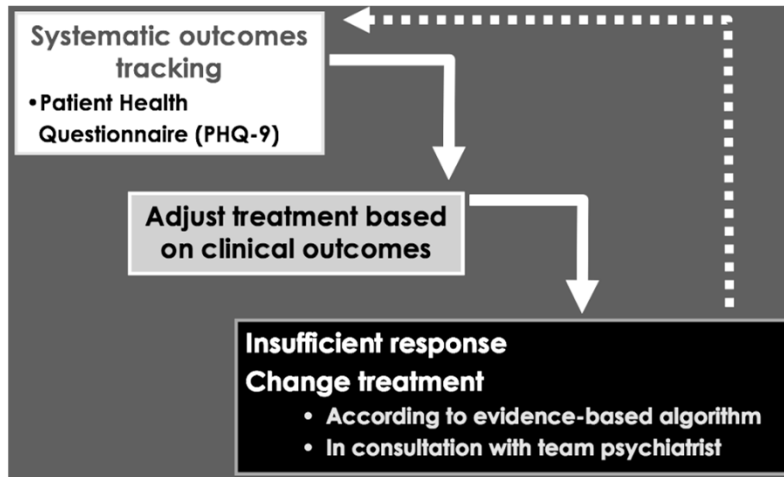 Systematic outcomes
tracking
•Patient Health
Questionnaire (PHQ-9)
Adjust treatment based
on clinical outcomes
Insufficient response
Change treatment
• According to evidence-based algorithm
• In consultation with team psychiatrist